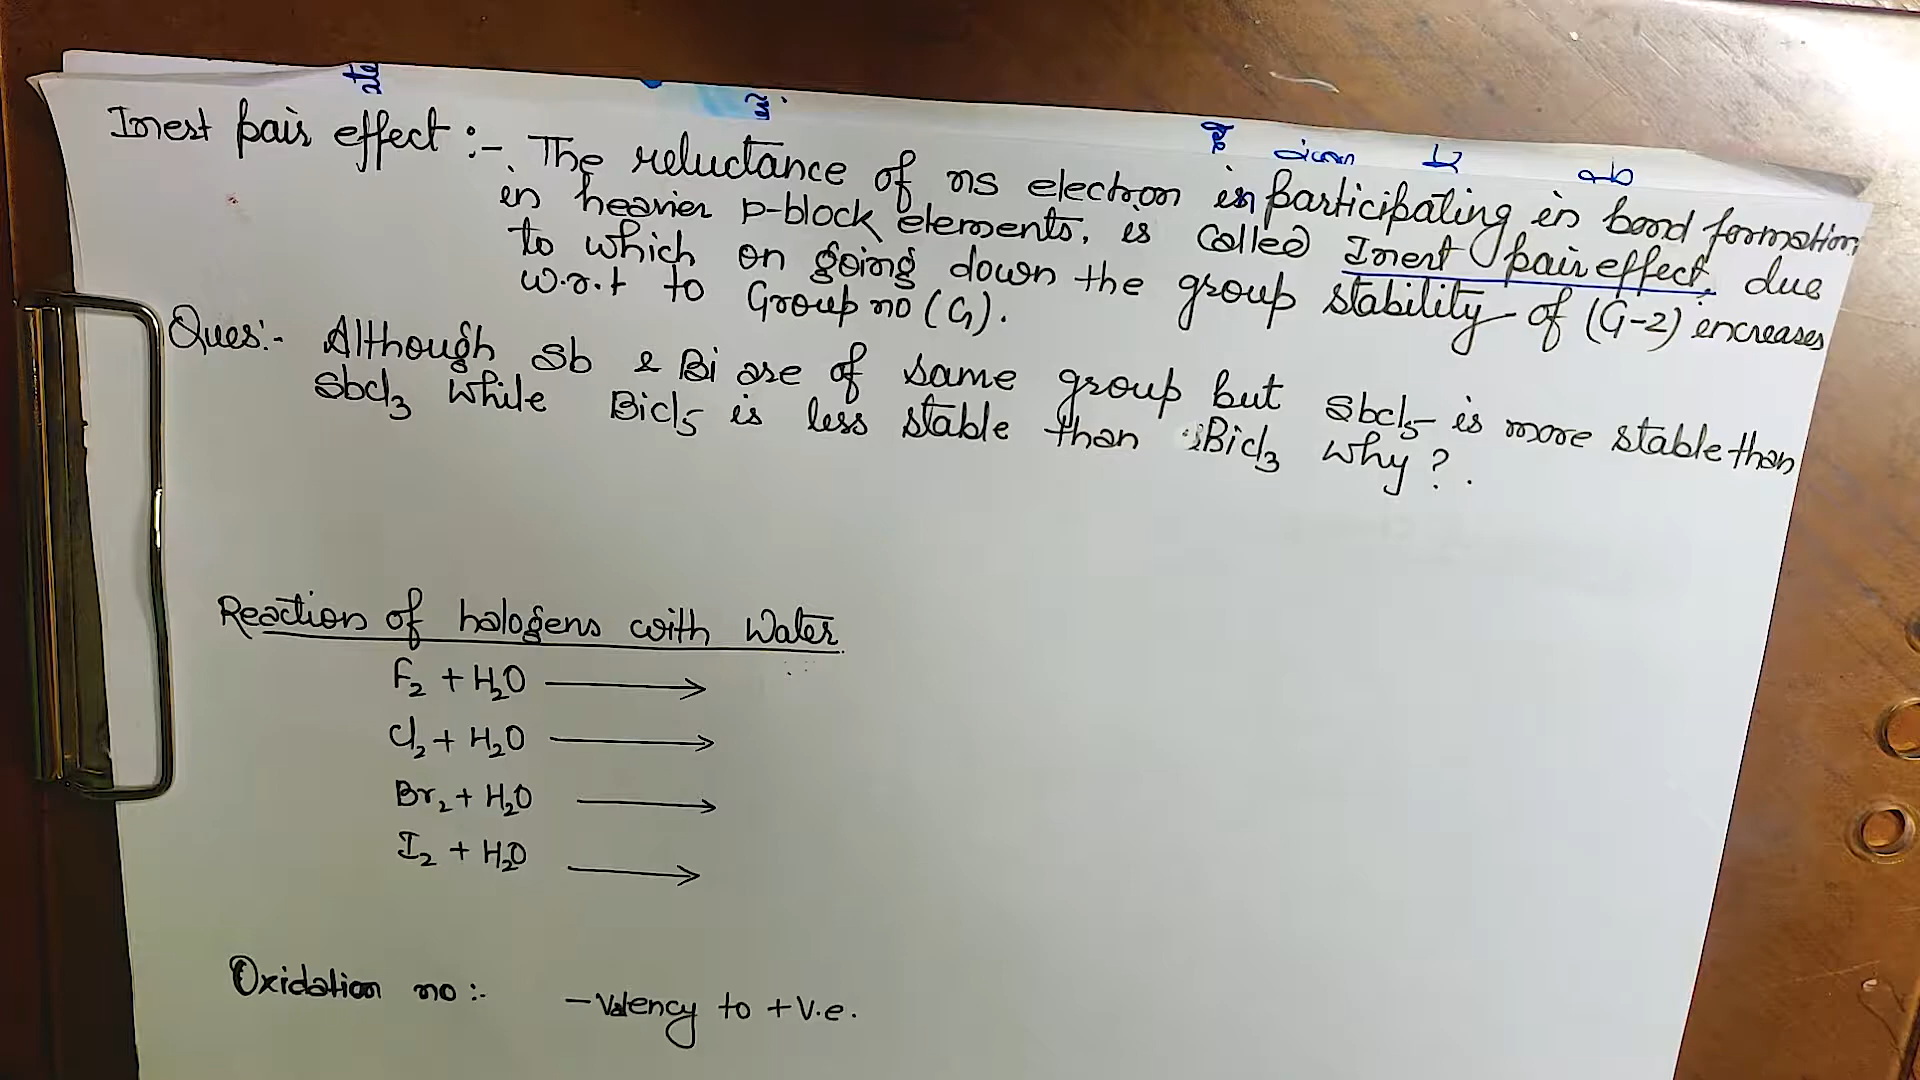 Inert pair effect :- The reluctance of ns electron in participating in bond formation
in heavier p-block elements, is called Inert pair effect, due
to which on going down the group stability of (G-2) increases
w.r.t to Group no (G).
Ques:- Although Sb & Bi are of same group but Sbcl5 is more stable than
Sbcl3 while Bicl5 is less stable than Bicl3 why?.
Reaction of halogens with Water
F2 + H2O ⟶
Cl2 + H2O ⟶
Br2 + H2O ⟶
I2 + H2O ⟶
Oxidation no :- -Valency to +V.e.